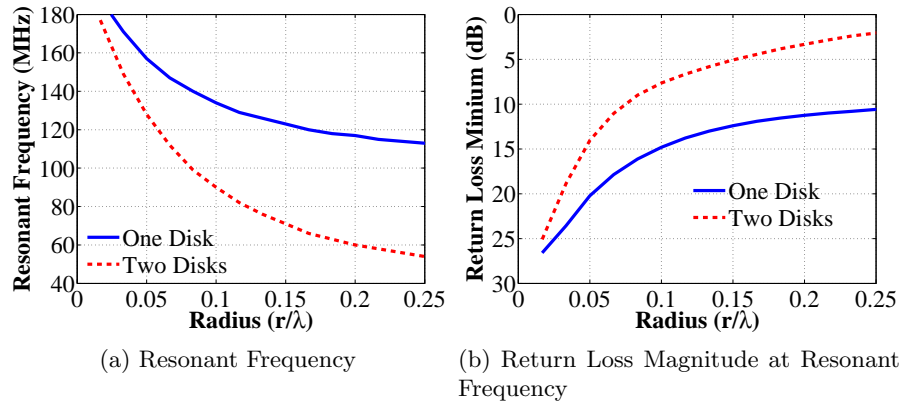 Resonant Frequency (MHz)
180
160
140
120
100
80
60
40
One Disk
Two Disks
0
0.05
0.1
0.15
0.2
0.25
Radius (r/λ)
(a) Resonant Frequency
Return Loss Minium (dB)
0
5
10
15
20
25
30
One Disk
Two Disks
0
0.05
0.1
0.15
0.2
0.25
Radius (r/λ)
(b) Return Loss Magnitude at Resonant
Frequency